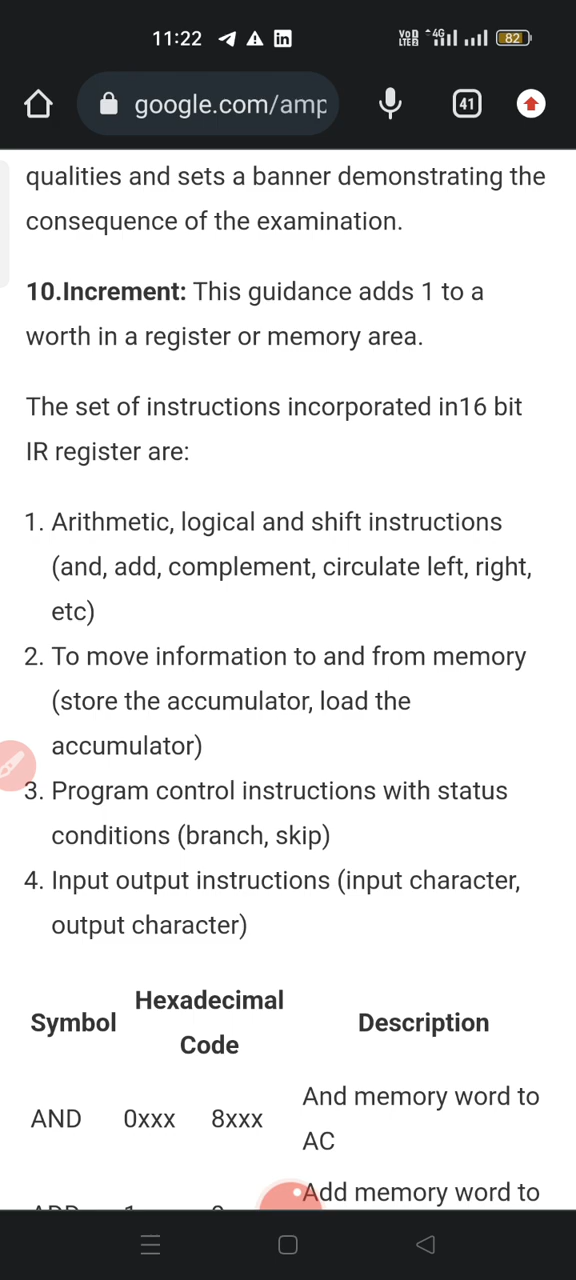 11:22 in VoD LTE2 4G 82
google.com/amp 41
qualities and sets a banner demonstrating the
consequence of the examination.
10.Increment: This guidance adds 1 to a
worth in a register or memory area.
The set of instructions incorporated in16 bit
IR register are:
1. Arithmetic, logical and shift instructions
(and, add, complement, circulate left, right,
etc)
2. To move information to and from memory
(store the accumulator, load the
accumulator)
3. Program control instructions with status
conditions (branch, skip)
4. Input output instructions (input character,
output character)
Symbol Hexadecimal Code Description
AND 0xxx 8xxx And memory word to
AC
Add memory word to